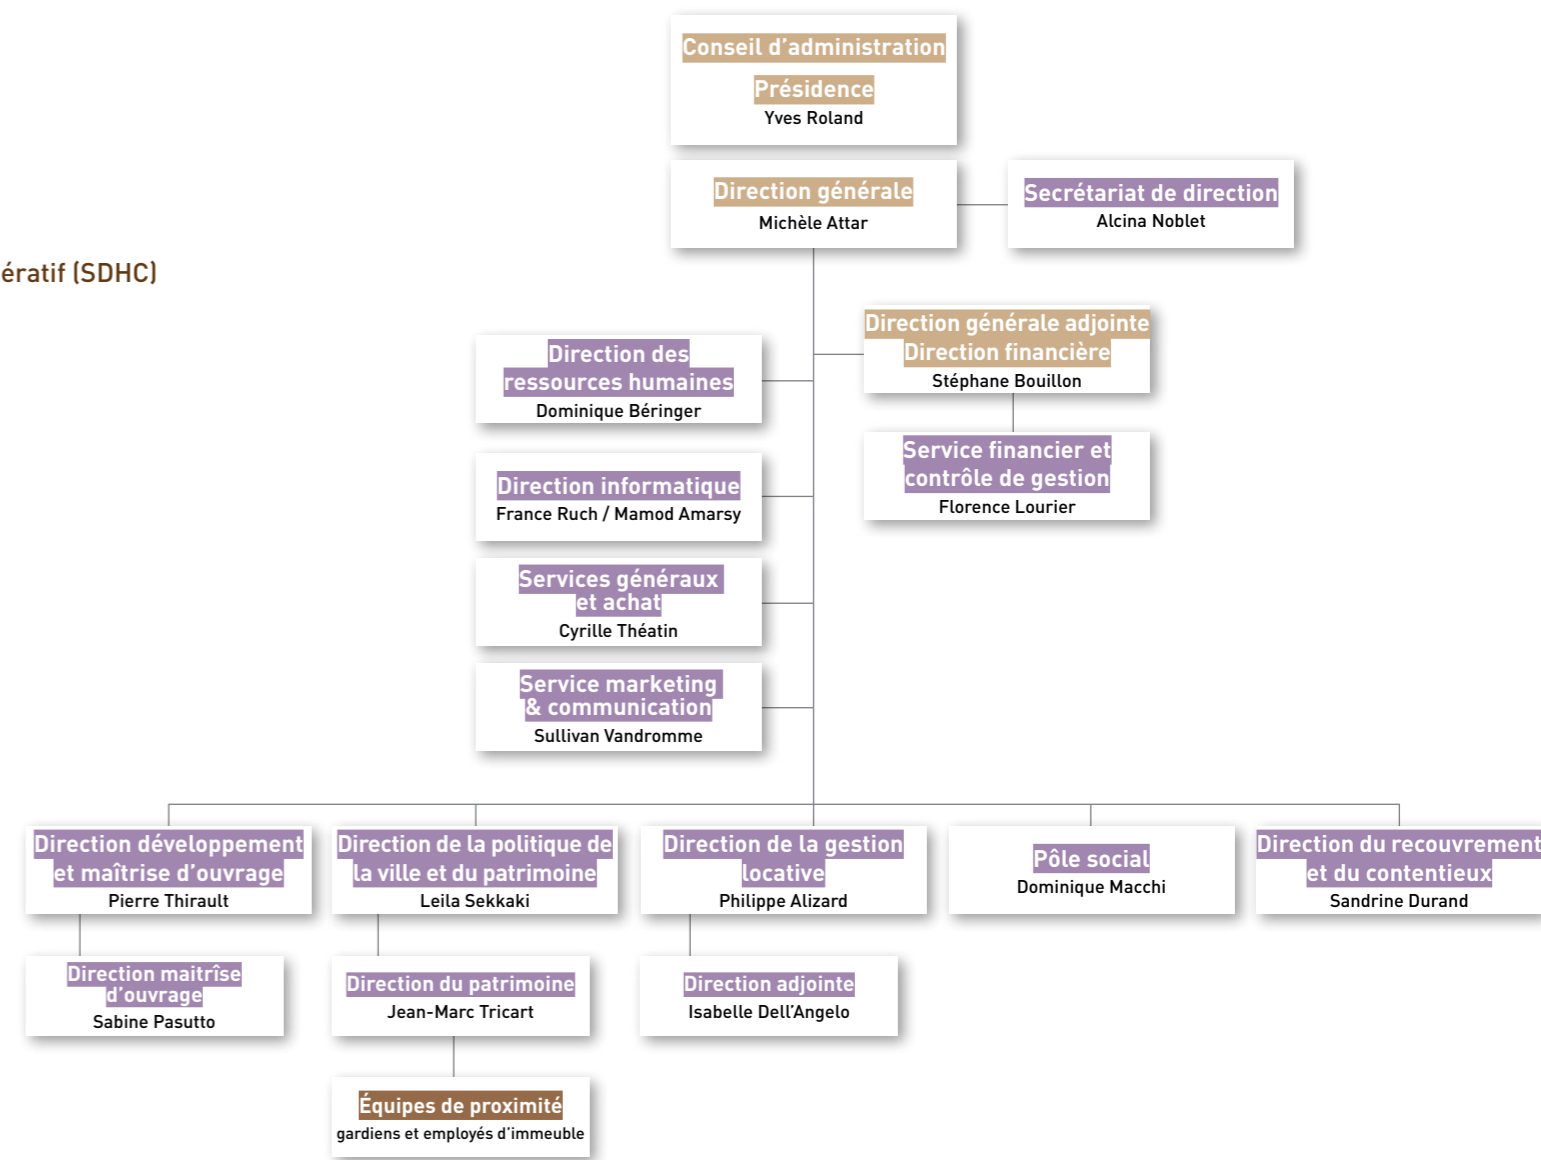 Conseil d'administration
Présidence
Yves Roland
Direction générale
Michèle Attar
Secrétariat de direction
Alcina Noblet
ératif (SDHC)
Direction générale adjointe
Direction financière
Stéphane Bouillon
Direction des
ressources humaines
Dominique Béringer
Service financier et
contrôle de gestion
Florence Lourier
Direction informatique
France Ruch / Mamod Amarsy
Services généraux
et achat
Cyrille Théatin
Service marketing
& communication
Sullivan Vandromme
Direction développement
et maîtrise d'ouvrage
Pierre Thirault
Direction de la politique de
la ville et du patrimoine
Leila Sekkaki
Direction de la gestion
locative
Philippe Alizard
Pôle social
Dominique Macchi
Direction du recouvrement
et du contentieux
Sandrine Durand
Direction maitrîse
d'ouvrage
Sabine Pasutto
Direction du patrimoine
Jean-Marc Tricart
Direction adjointe
Isabelle Dell'Angelo
Équipes de proximité
gardiens et employés d'immeuble